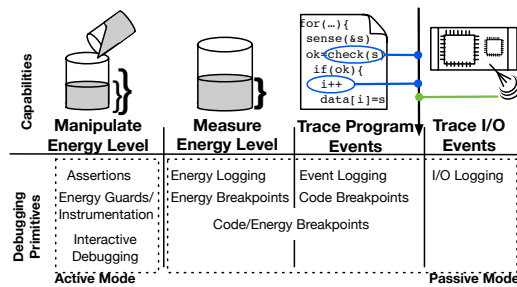 for(…){
sense(&s)
ok=check(s)
if(ok){
i++
data[i]=s
Capabilities
Manipulate
Energy Level
Measure
Energy Level
Trace Program
Events
Trace I/O
Events
Debugging
Primitives
Assertions
Energy Guards/
Instrumentation
Interactive
Debugging
Energy Logging
Energy Breakpoints
Event Logging
Code Breakpoints
Code/Energy Breakpoints
I/O Logging
Active Mode
Passive Mode